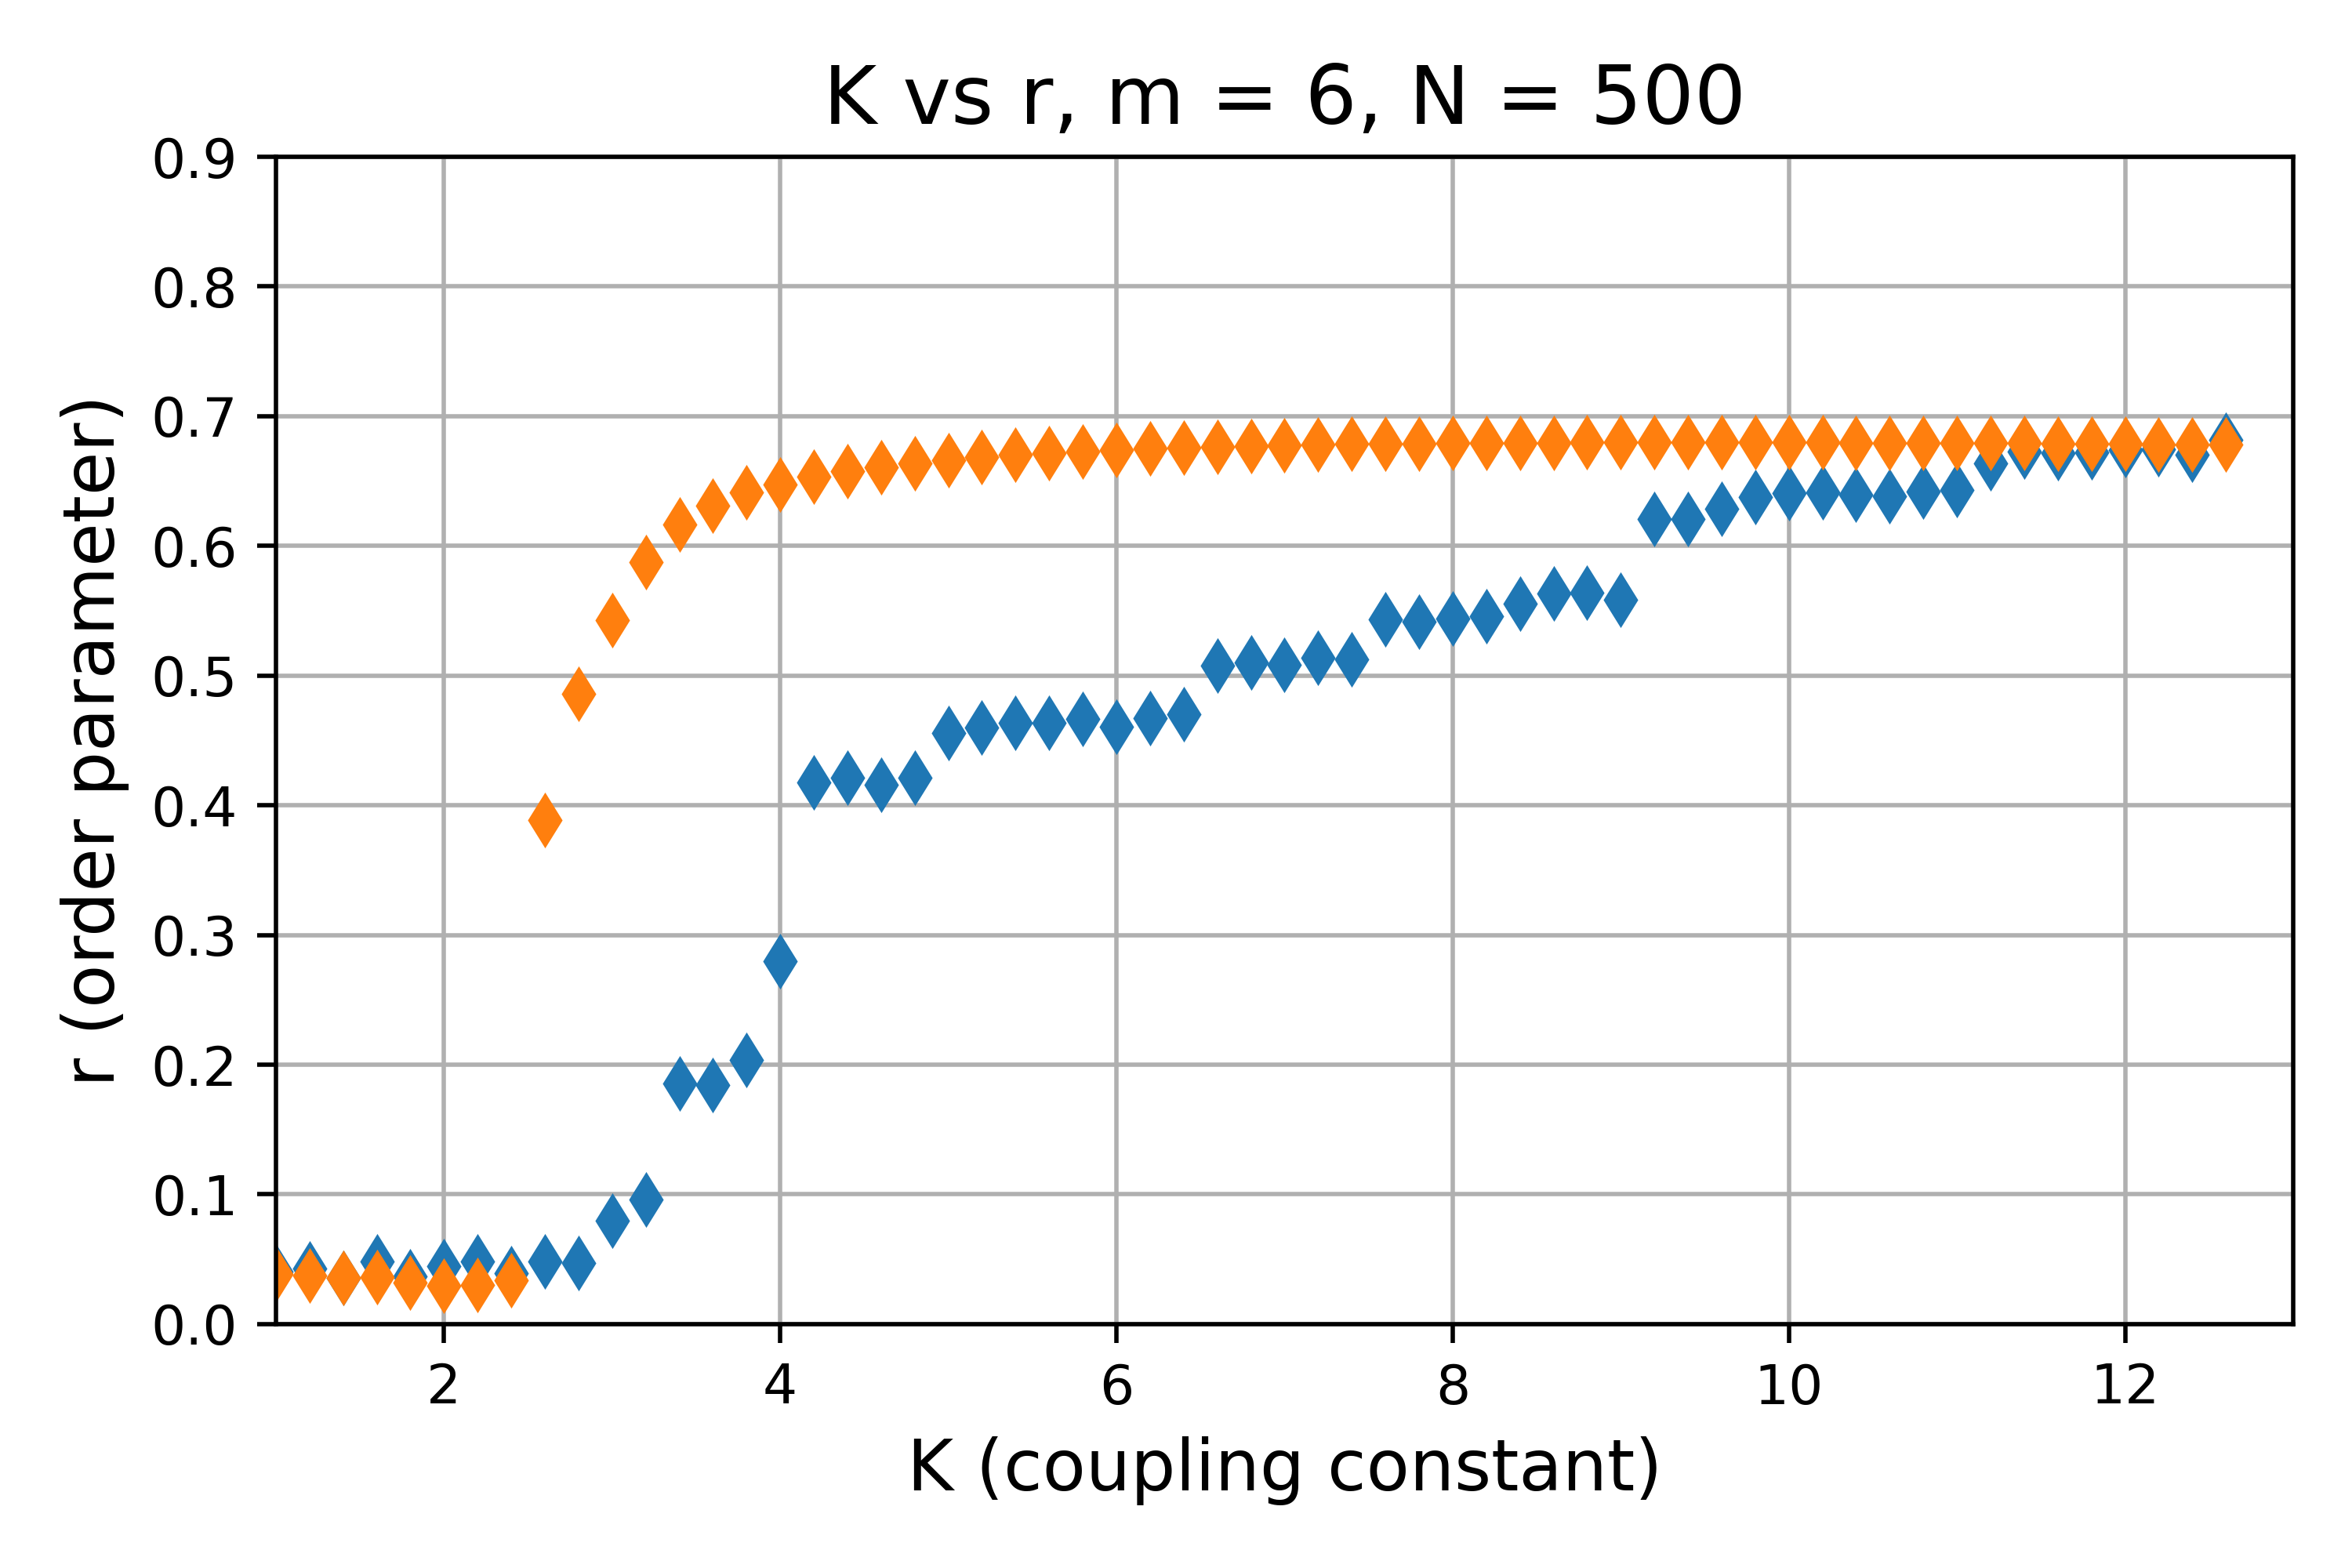 K vs r, m = 6, N = 500
r (order parameter)
0.9
0.8
0.7
0.6
0.5
0.4
0.3
0.2
0.1
0.0
2 4 6 8 10 12
K (coupling constant)